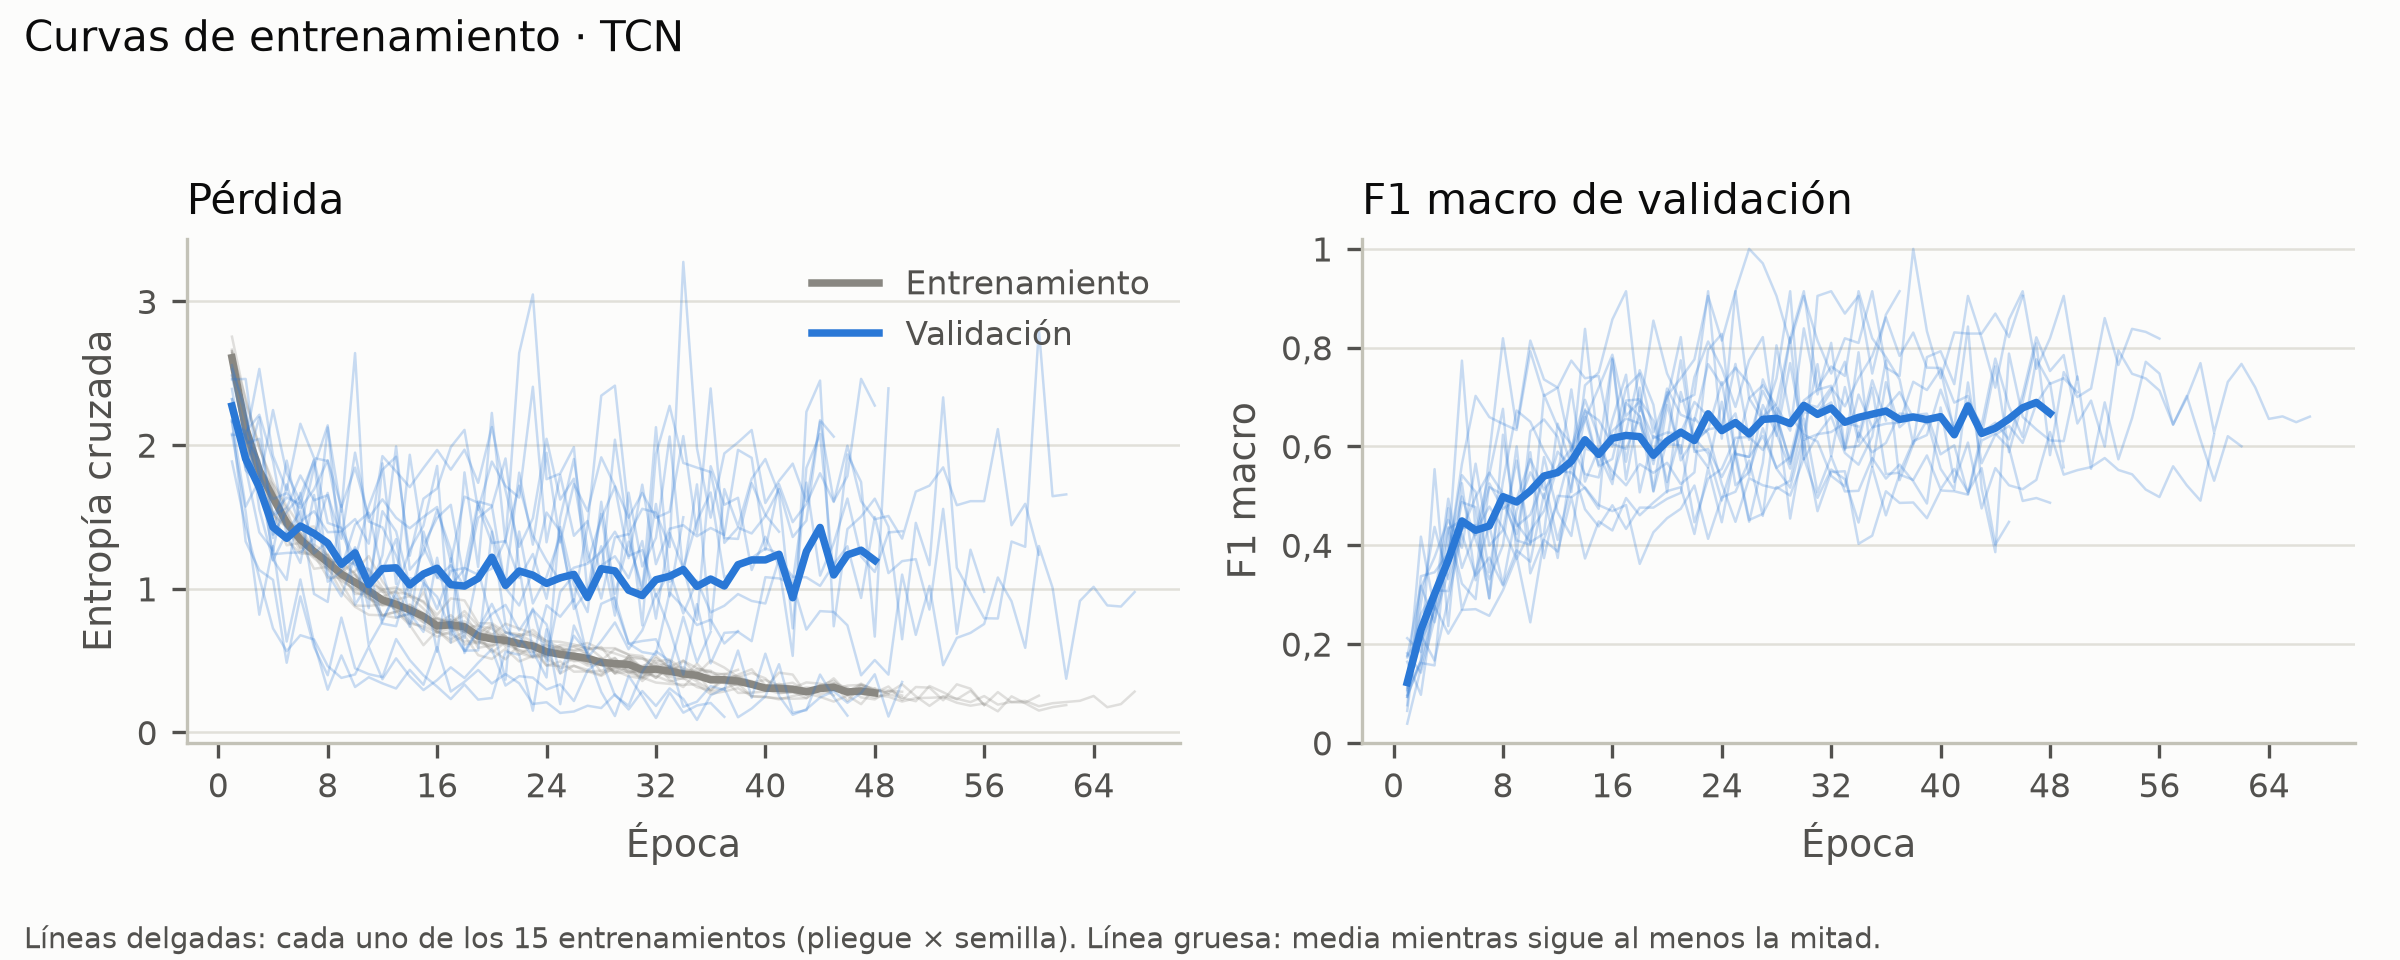 Curvas de entrenamiento · TCN
Pérdida
Entropía cruzada
3
2
1
0
Entrenamiento
Validación
0 8 16 24 32 40 48 56 64
Época
F1 macro de validación
F1 macro
1
0,8
0,6
0,4
0,2
0
0 8 16 24 32 40 48 56 64
Época
Líneas delgadas: cada uno de los 15 entrenamientos (pliegue × semilla). Línea gruesa: media mientras sigue al menos la mitad.